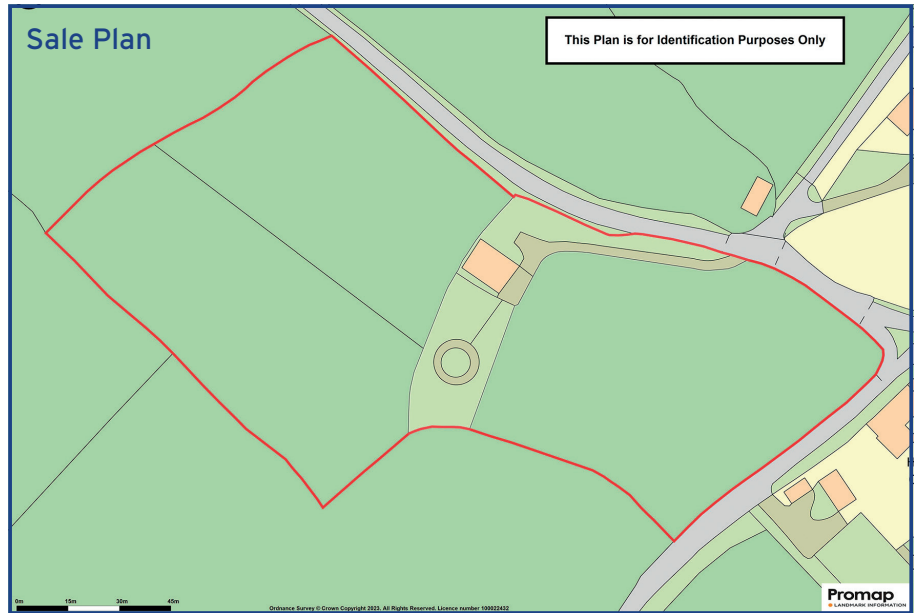 Sale Plan
This Plan is for Identification Purposes Only
0m 15m 30m 45m
Ordnance Survey © Crown Copyright 2023. All Rights Reserved. Licence number 100022432
Promap
LANDMARK INFORMATION